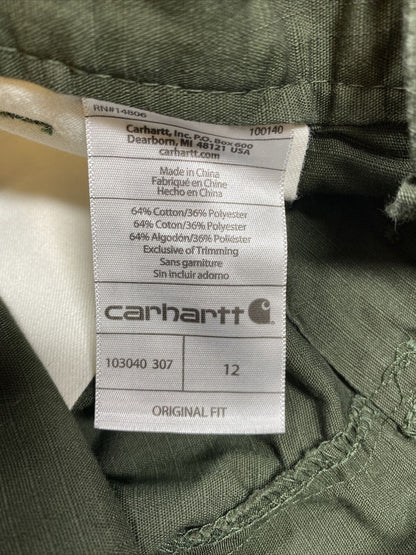 RN#14806 100140
Carhartt, Inc. P.O. Box 600
Dearborn, MI 48121 USA
carhartt.com
Made in China
Fabriqué en Chine
Hecho en China
64% Cotton/36% Polyester
64% Coton/36% Polyester
64% Algodón/36% Poliéster
Exclusive of Trimming
Sans garniture
Sin incluir adorno
carhartt
103040 307 12
ORIGINAL FIT